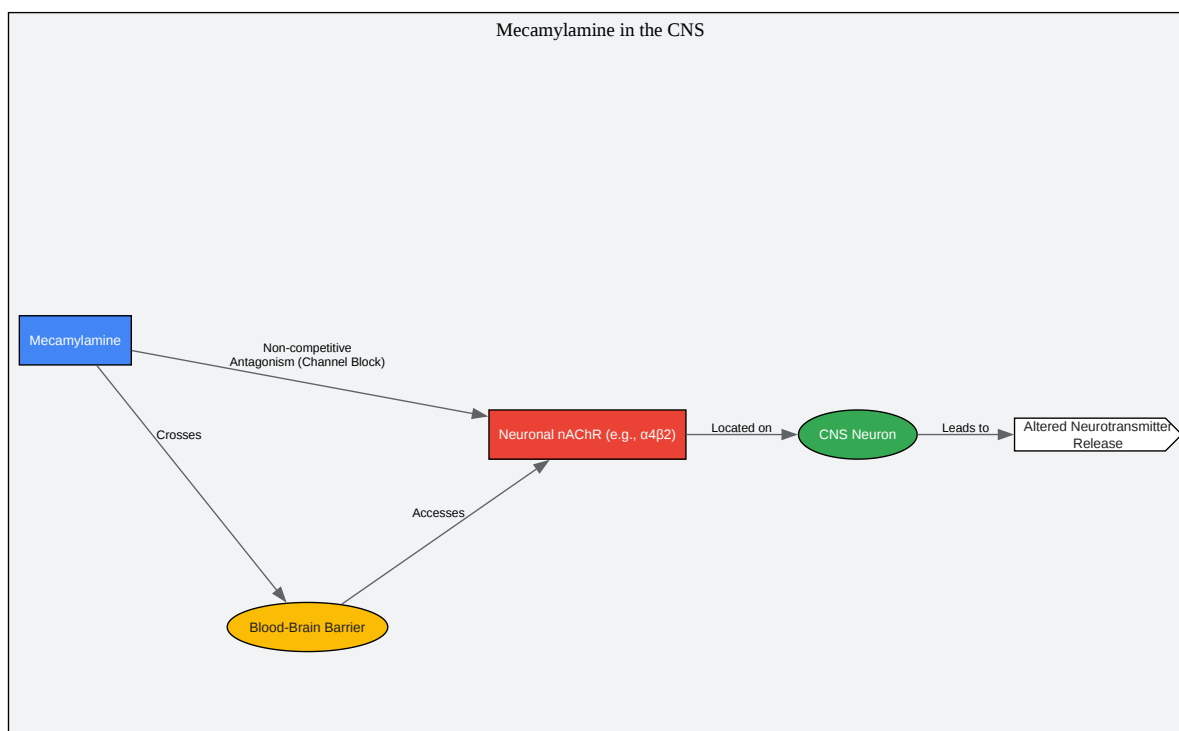 Mecamylamine in the CNS
Mecamylamine
Non-competitive
Antagonism (Channel Block)
Crosses
Neuronal nAChR (e.g., α4β2)
Located on
CNS Neuron
Leads to
Altered Neurotransmitter
Release
Accesses
Blood-Brain Barrier